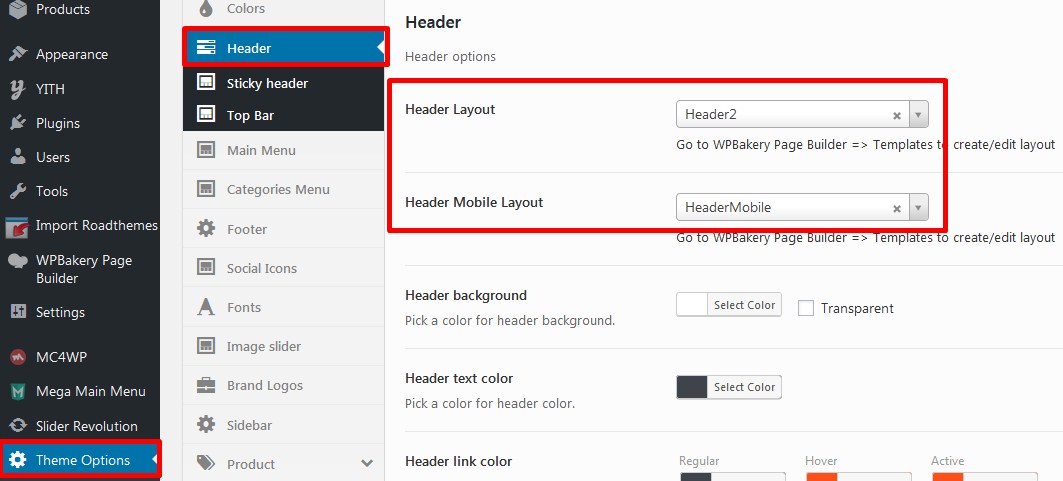 Products
Appearance
YITH
Plugins
Users
Tools
Import Roadthemes
WPBakery Page
Builder
Settings
MC4WP
Mega Main Menu
Slider Revolution
Theme Options
Colors
Header
Sticky header
Top Bar
Main Menu
Categories Menu
Footer
Social Icons
Fonts
Image slider
Brand Logos
Sidebar
Product
Header
Header options
Header Layout
Header2
Go to WPBakery Page Builder => Templates to create/edit layout
Header Mobile Layout
HeaderMobile
Go to WPBakery Page Builder => Templates to create/edit layout
Header background
Pick a color for header background.
Select Color
Transparent
Header text color
Pick a color for header color.
Select Color
Header link color
Regular
Hover
Active